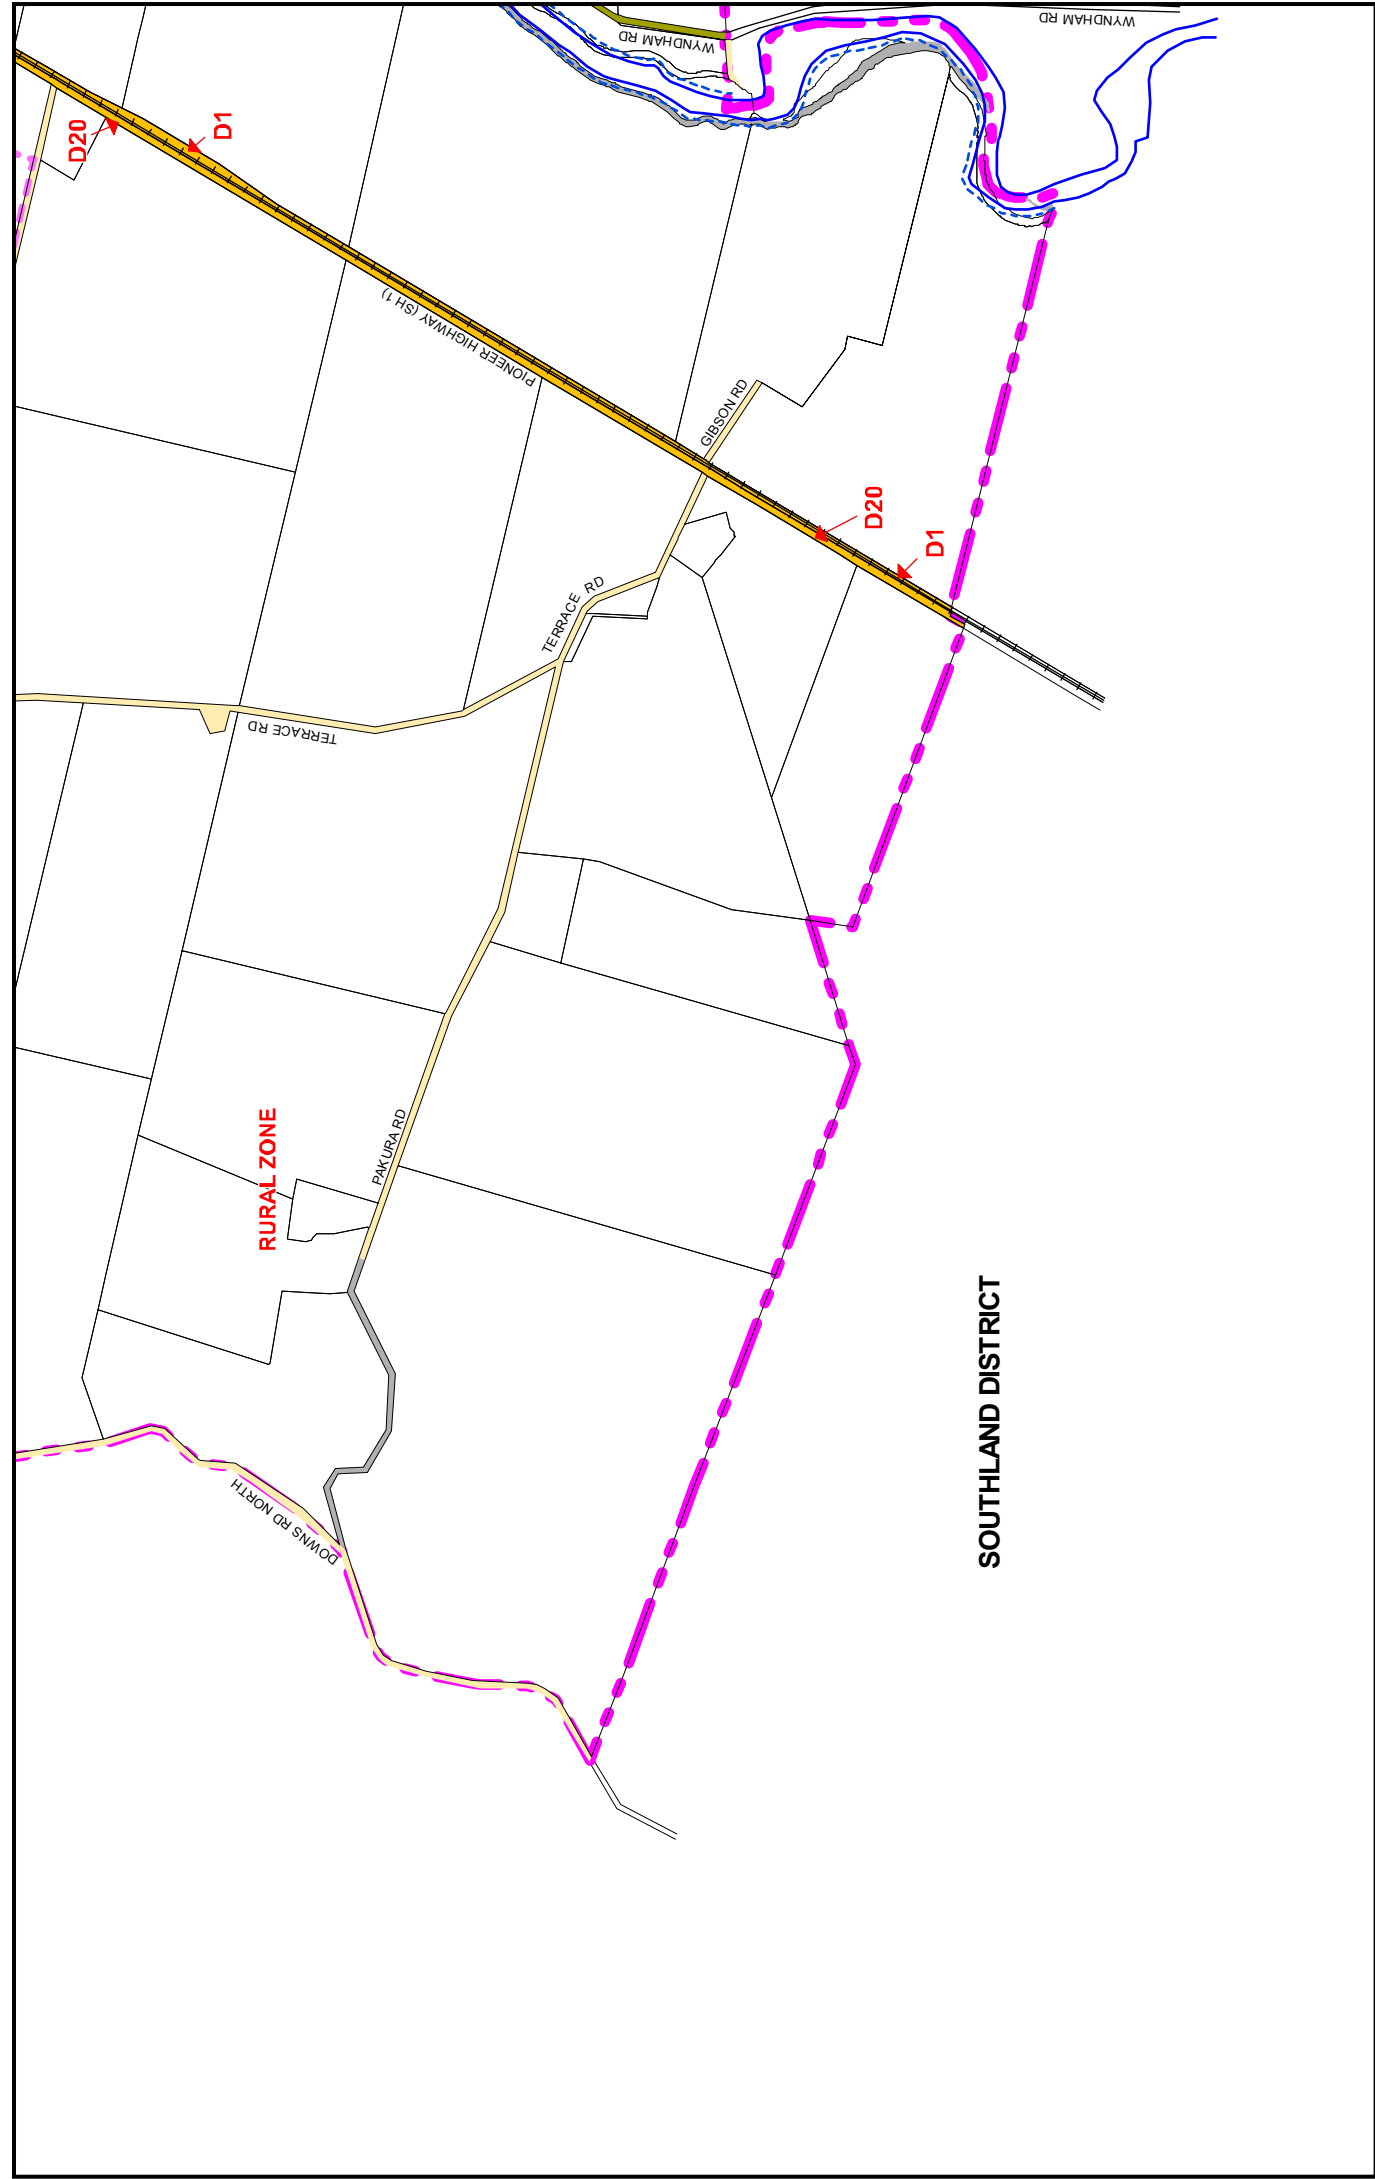 WYNDHAM RD
WYNDHAM RD
D20
D1
PIONEER HIGHWAY (SH 1)
GIBSON RD
D20
D1
TERRACE RD
TERRACE RD
PAKURA RD
RURAL ZONE
DOWNS RD NORTH
SOUTHLAND DISTRICT